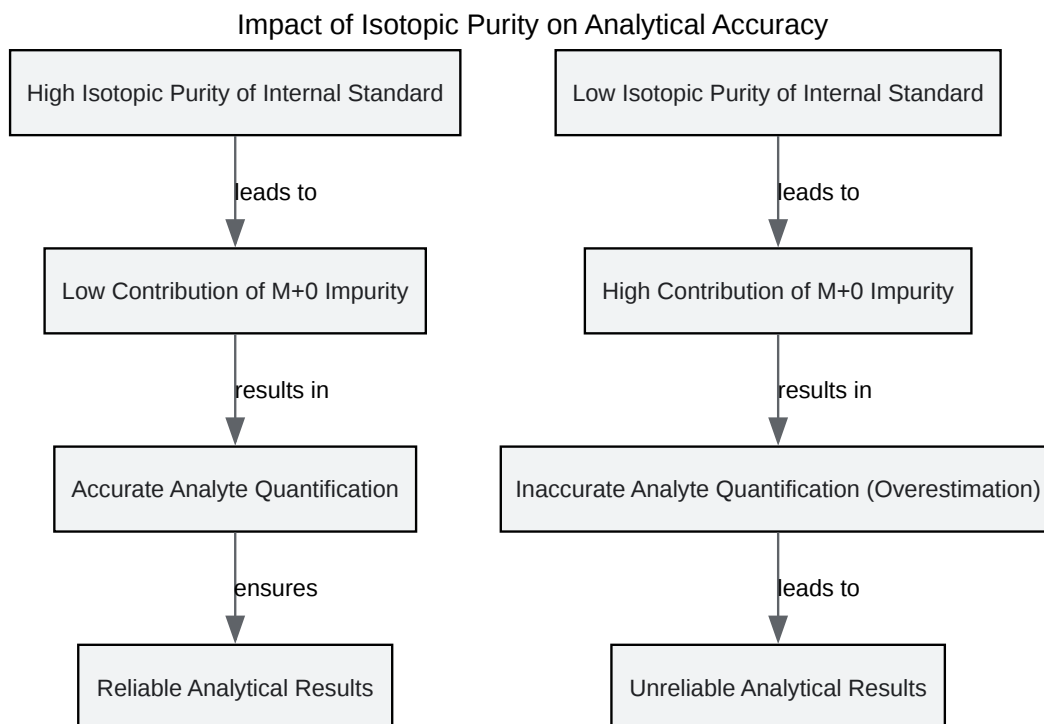 Impact of Isotopic Purity on Analytical Accuracy
High Isotopic Purity of Internal Standard
leads to
Low Contribution of M+0 Impurity
results in
Accurate Analyte Quantification
ensures
Reliable Analytical Results
Low Isotopic Purity of Internal Standard
leads to
High Contribution of M+0 Impurity
results in
Inaccurate Analyte Quantification (Overestimation)
leads to
Unreliable Analytical Results